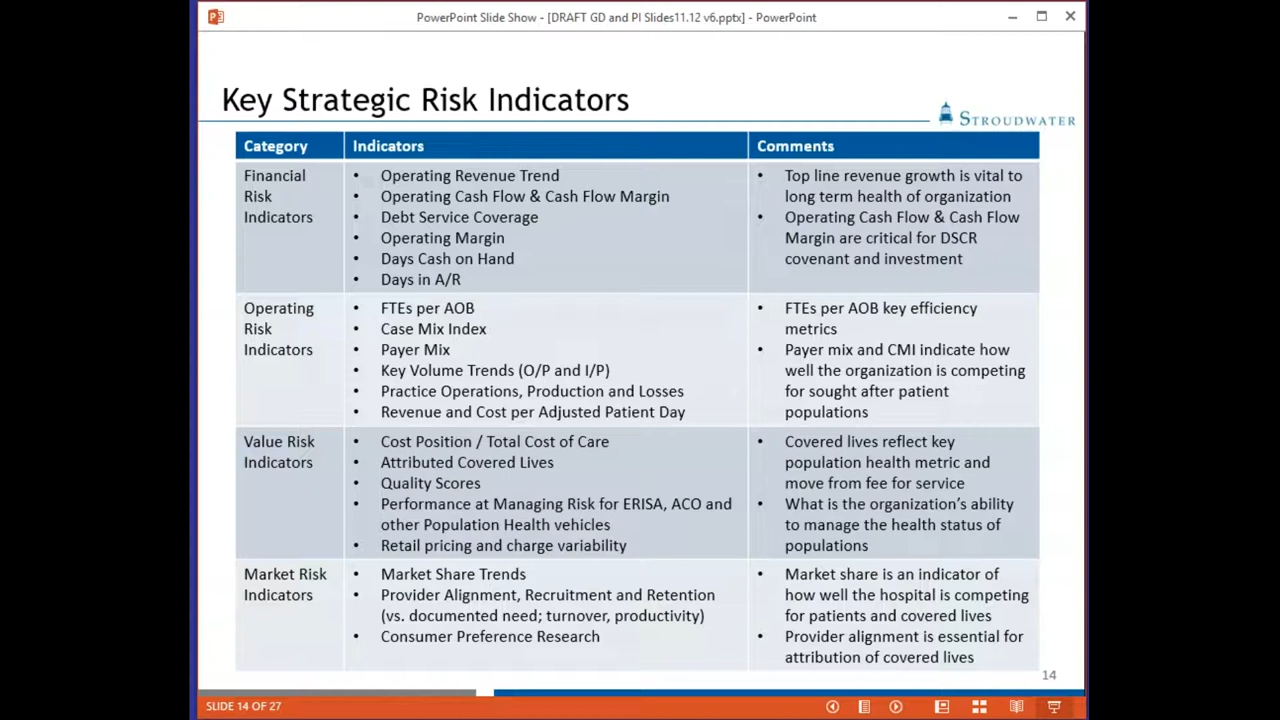 PowerPoint Slide Show - [DRAFT GD and PI Slides11.12 v6.pptx] - PowerPoint
Key Strategic Risk Indicators
STROUDWATER
Category
Indicators
Comments
Financial
Risk
Indicators
• Operating Revenue Trend
• Operating Cash Flow & Cash Flow Margin
• Debt Service Coverage
• Operating Margin
• Days Cash on Hand
• Days in A/R
• Top line revenue growth is vital to
long term health of organization
• Operating Cash Flow & Cash Flow
Margin are critical for DSCR
covenant and investment
Operating
Risk
Indicators
• FTEs per AOB
• Case Mix Index
• Payer Mix
• Key Volume Trends (O/P and I/P)
• Practice Operations, Production and Losses
• Revenue and Cost per Adjusted Patient Day
• FTEs per AOB key efficiency
metrics
• Payer mix and CMI indicate how
well the organization is competing
for sought after patient
populations
Value Risk
Indicators
• Cost Position / Total Cost of Care
• Attributed Covered Lives
• Quality Scores
• Performance at Managing Risk for ERISA, ACO and
other Population Health vehicles
• Retail pricing and charge variability
• Covered lives reflect key
population health metric and
move from fee for service
• What is the organization's ability
to manage the health status of
populations
Market Risk
Indicators
• Market Share Trends
• Provider Alignment, Recruitment and Retention
(vs. documented need; turnover, productivity)
• Consumer Preference Research
• Market share is an indicator of
how well the hospital is competing
for patients and covered lives
• Provider alignment is essential for
attribution of covered lives
14
SLIDE 14 OF 27